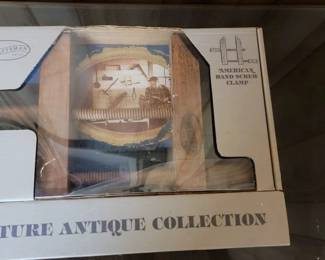 "AMERICAN
HAND SCREW
CLAMP
TURE ANTIQUE COLLECTION